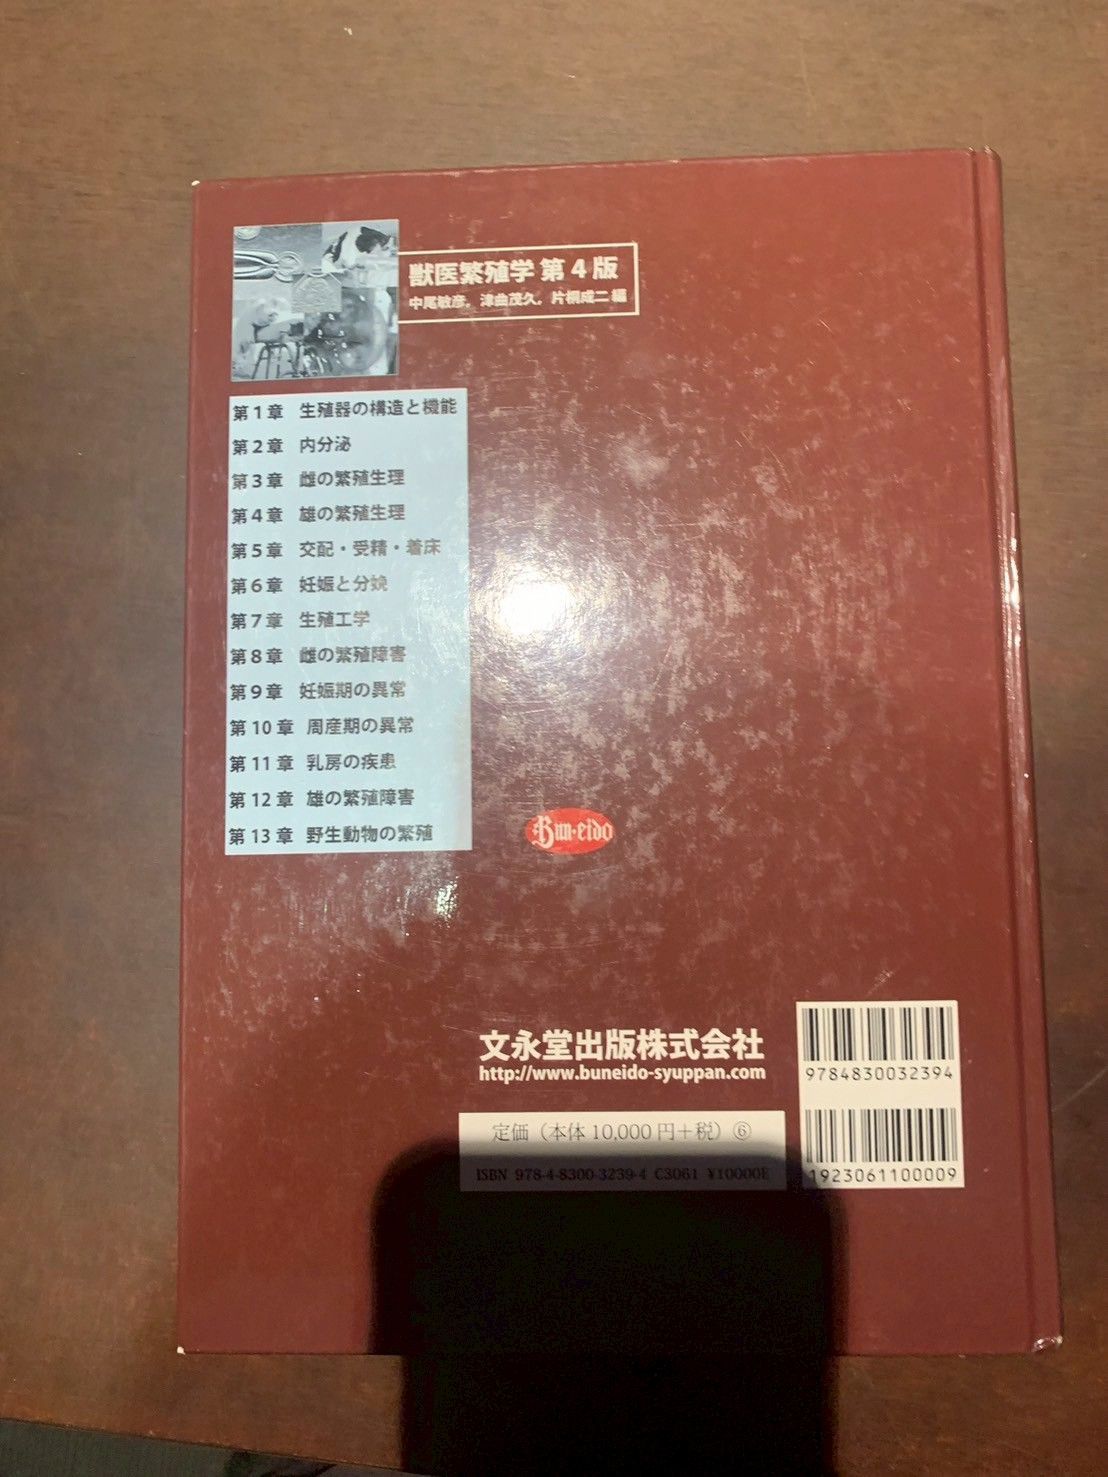 獣医繁殖学 第4版
中尾敏彦，津曲茂久，片桐成二 編
第1章 生殖器の構造と機能
第2章 内分泌
第3章 雌の繁殖生理
第4章 雄の繁殖生理
第5章 交配・受精・着床
第6章 妊娠と分娩
第7章 生殖工学
第8章 雌の繁殖障害
第9章 妊娠期の異常
第10章 周産期の異常
第11章 乳房の疾患
第12章 雄の繁殖障害
第13章 野生動物の繁殖
Bun-eido
文永堂出版株式会社
http://www.buneido-syuppan.com
9784830032394
定価（本体10,000円＋税）⑥
ISBN 978-4-8300-3239-4 C3061 ¥10000E
1923061100009